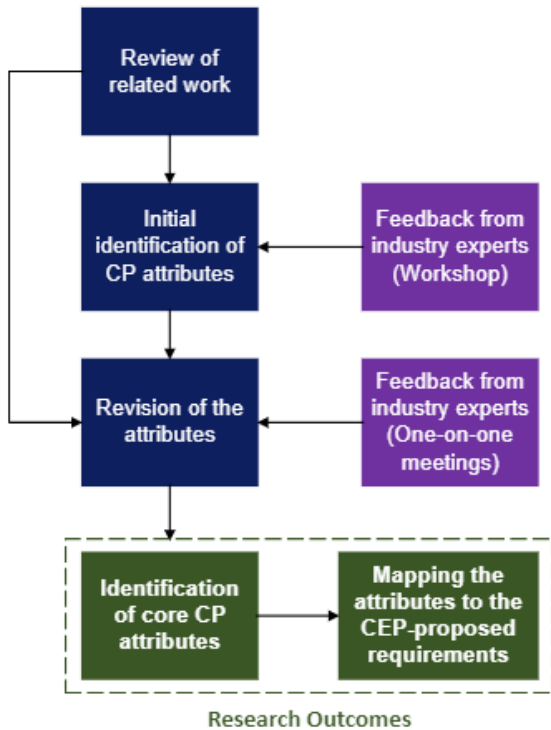 Review of
related work
Initial
identification of
CP attributes
Feedback from
industry experts
(Workshop)
Revision of the
attributes
Feedback from
industry experts
(One-on-one
meetings)
Identification
of core CP
attributes
Mapping the
attributes to the
CEP-proposed
requirements
Research Outcomes